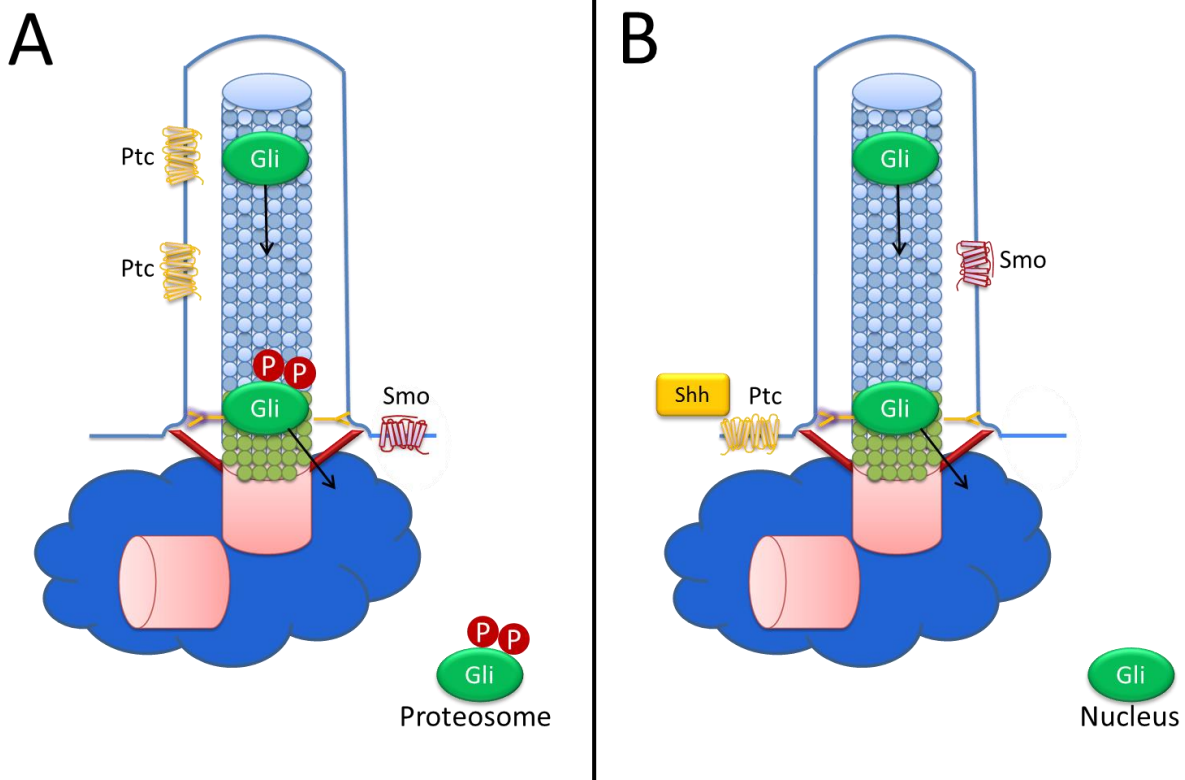 A
Ptc
Gli
Ptc
P P
Gli
Smo
P P
Gli
Proteosome
B
Gli
Smo
Shh
Ptc
Gli
Gli
Nucleus